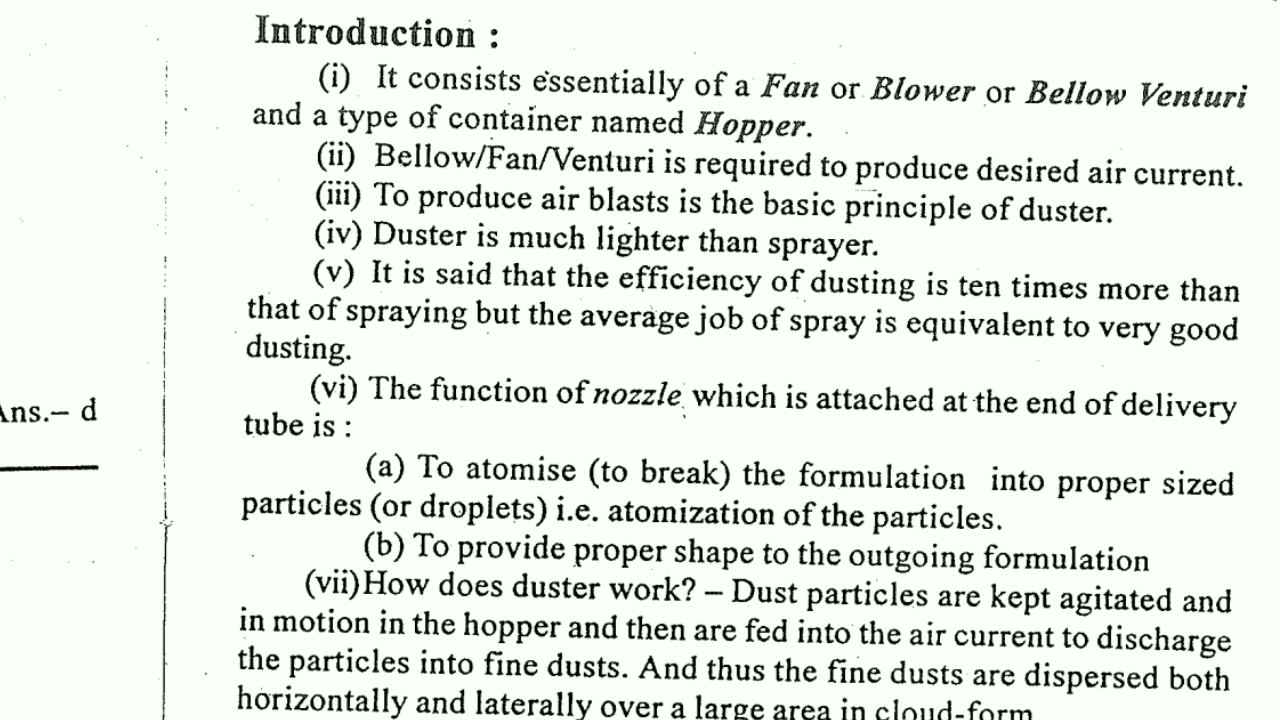 Introduction :
(i) It consists essentially of a Fan or Blower or Bellow Venturi
and a type of container named Hopper.
(ii) Bellow/Fan/Venturi is required to produce desired air current.
(iii) To produce air blasts is the basic principle of duster.
(iv) Duster is much lighter than sprayer.
(v) It is said that the efficiency of dusting is ten times more than
that of spraying but the average job of spray is equivalent to very good
dusting.
(vi) The function of nozzle which is attached at the end of delivery
Ans.– d
tube is :
(a) To atomise (to break) the formulation into proper sized
particles (or droplets) i.e. atomization of the particles.
(b) To provide proper shape to the outgoing formulation
(vii) How does duster work? – Dust particles are kept agitated and
in motion in the hopper and then are fed into the air current to discharge
the particles into fine dusts. And thus the fine dusts are dispersed both
horizontally and laterally over a large area in cloud-form